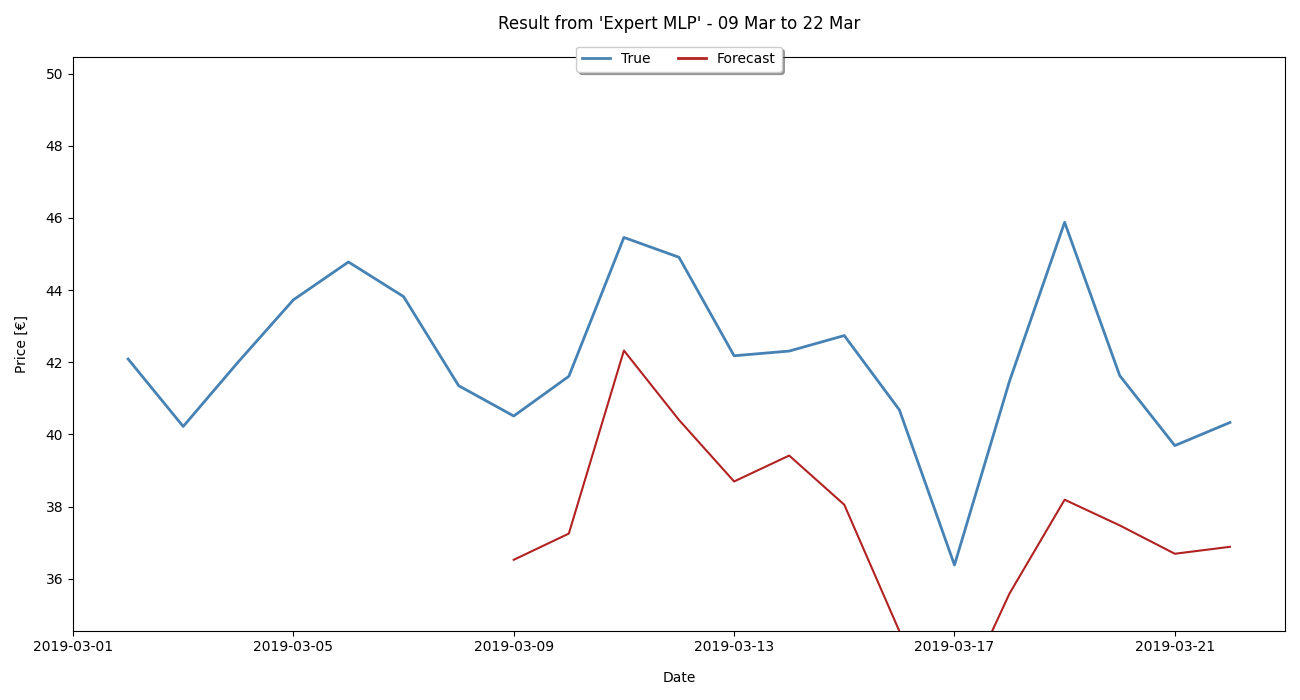 Result from 'Expert MLP' - 09 Mar to 22 Mar
True Forecast
50
48
46
44
42
40
38
36
Price [€]
2019-03-01 2019-03-05 2019-03-09 2019-03-13 2019-03-17 2019-03-21
Date